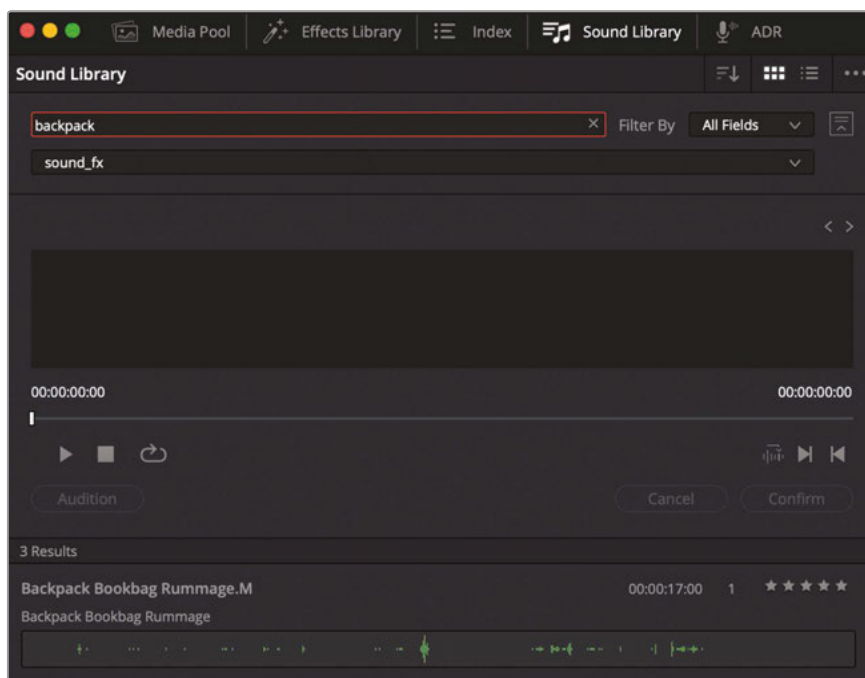 Media Pool Effects Library Index Sound Library ADR
Sound Library
backpack Filter By All Fields
sound_fx
00:00:00:00 00:00:00:00
Audition Cancel Confirm
3 Results
Backpack Bookbag Rummage.M 00:00:17:00 1
Backpack Bookbag Rummage